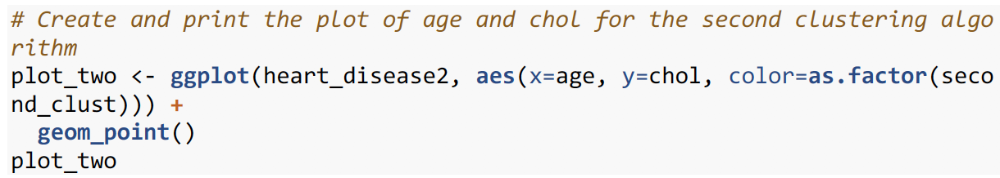 # Create and print the plot of age and chol for the second clustering algo
rithm
plot_two <- ggplot(heart_disease2, aes(x=age, y=chol, color=as.factor(seco
nd_clust))) +
  geom_point()
plot_two